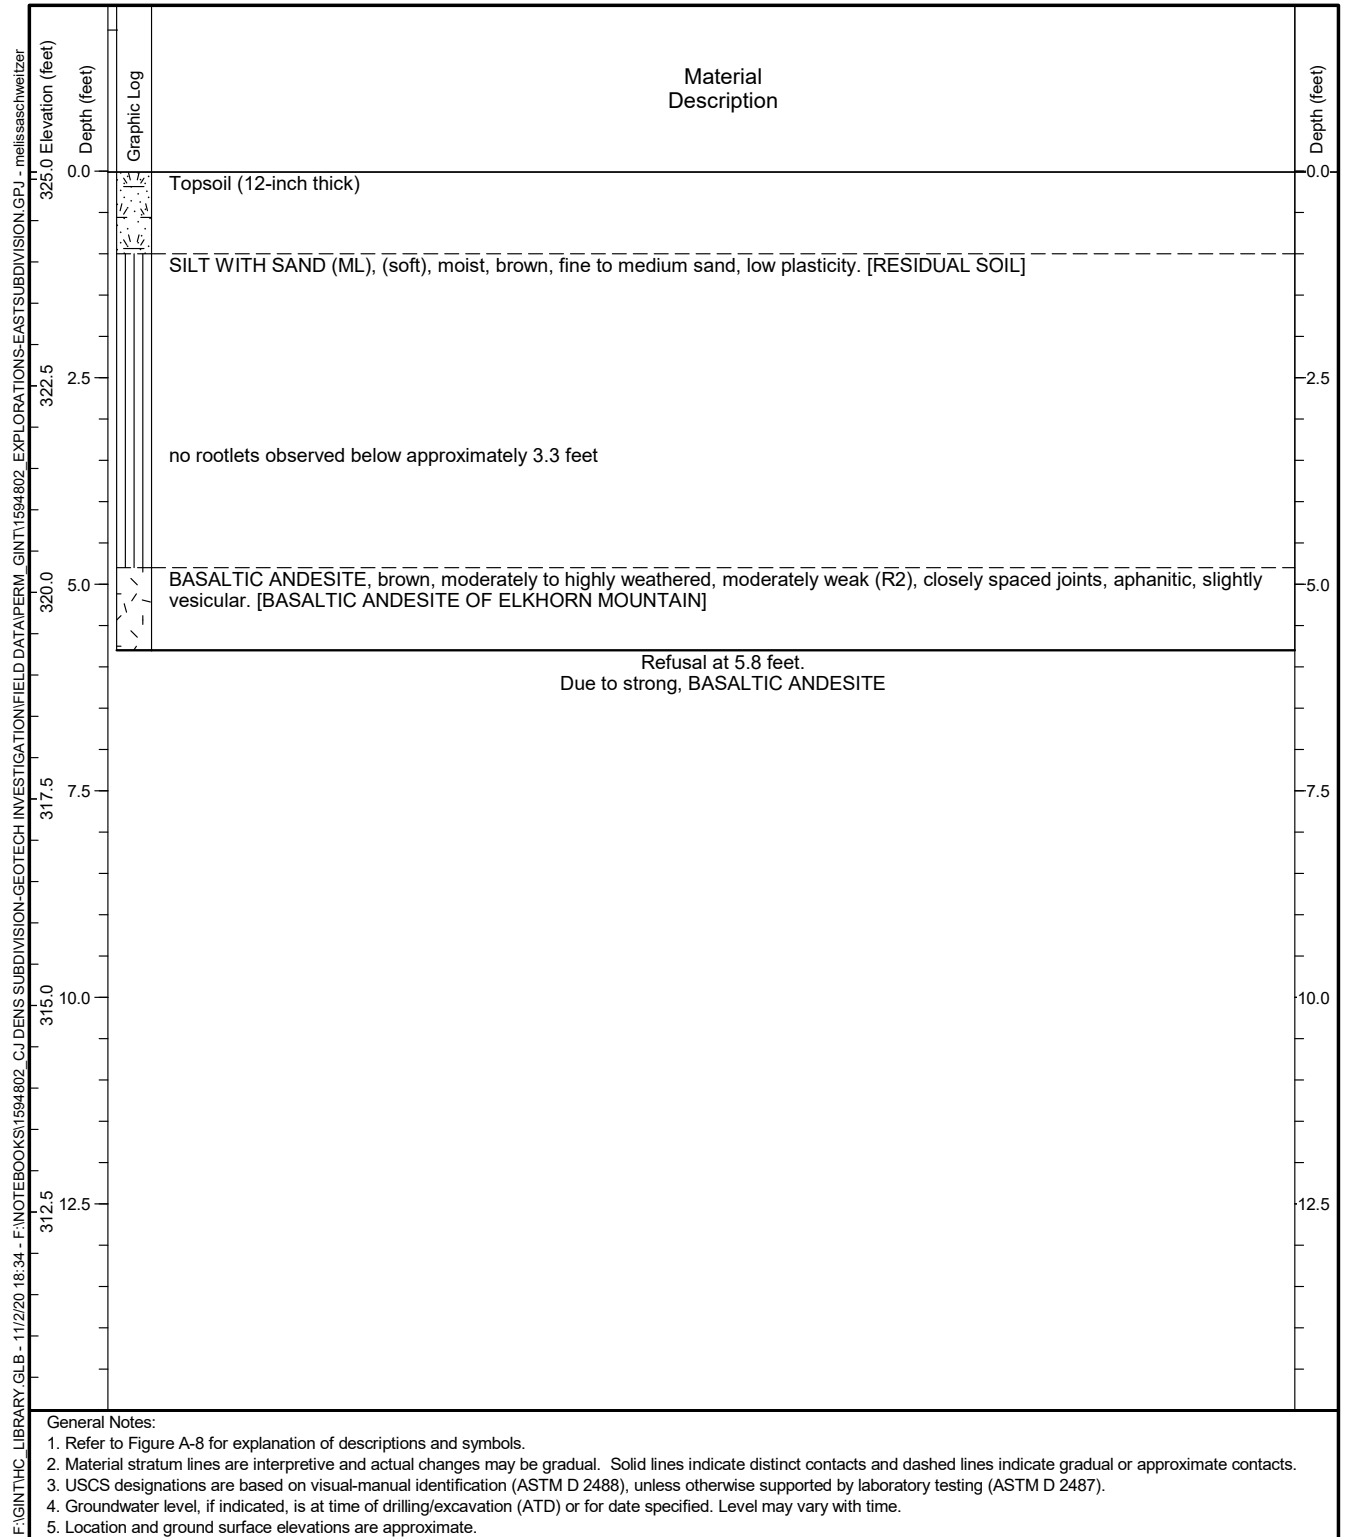 F:\GINT\HC_LIBRARY.GLB - 11/2/20 18:34 - F:\NOTEBOOKS\1594802_CJ DENS SUBDIVISION-GEOTECH INVESTIGATION\FIELD DATA\PERM_GINT\1594802_EXPLORATIONS-EASTSUBDIVISION.GPJ - melissaschweitzer
Elevation (feet)
Depth (feet)
Graphic Log
Material
Description
Depth (feet)
325.0
0.0
0.0
Topsoil (12-inch thick)
SILT WITH SAND (ML), (soft), moist, brown, fine to medium sand, low plasticity. [RESIDUAL SOIL]
322.5
2.5
2.5
no rootlets observed below approximately 3.3 feet
320.0
5.0
5.0
BASALTIC ANDESITE, brown, moderately to highly weathered, moderately weak (R2), closely spaced joints, aphanitic, slightly
vesicular. [BASALTIC ANDESITE OF ELKHORN MOUNTAIN]
Refusal at 5.8 feet.
Due to strong, BASALTIC ANDESITE
317.5
7.5
7.5
315.0
10.0
10.0
312.5
12.5
12.5
General Notes:
1. Refer to Figure A-8 for explanation of descriptions and symbols.
2. Material stratum lines are interpretive and actual changes may be gradual. Solid lines indicate distinct contacts and dashed lines indicate gradual or approximate contacts.
3. USCS designations are based on visual-manual identification (ASTM D 2488), unless otherwise supported by laboratory testing (ASTM D 2487).
4. Groundwater level, if indicated, is at time of drilling/excavation (ATD) or for date specified. Level may vary with time.
5. Location and ground surface elevations are approximate.